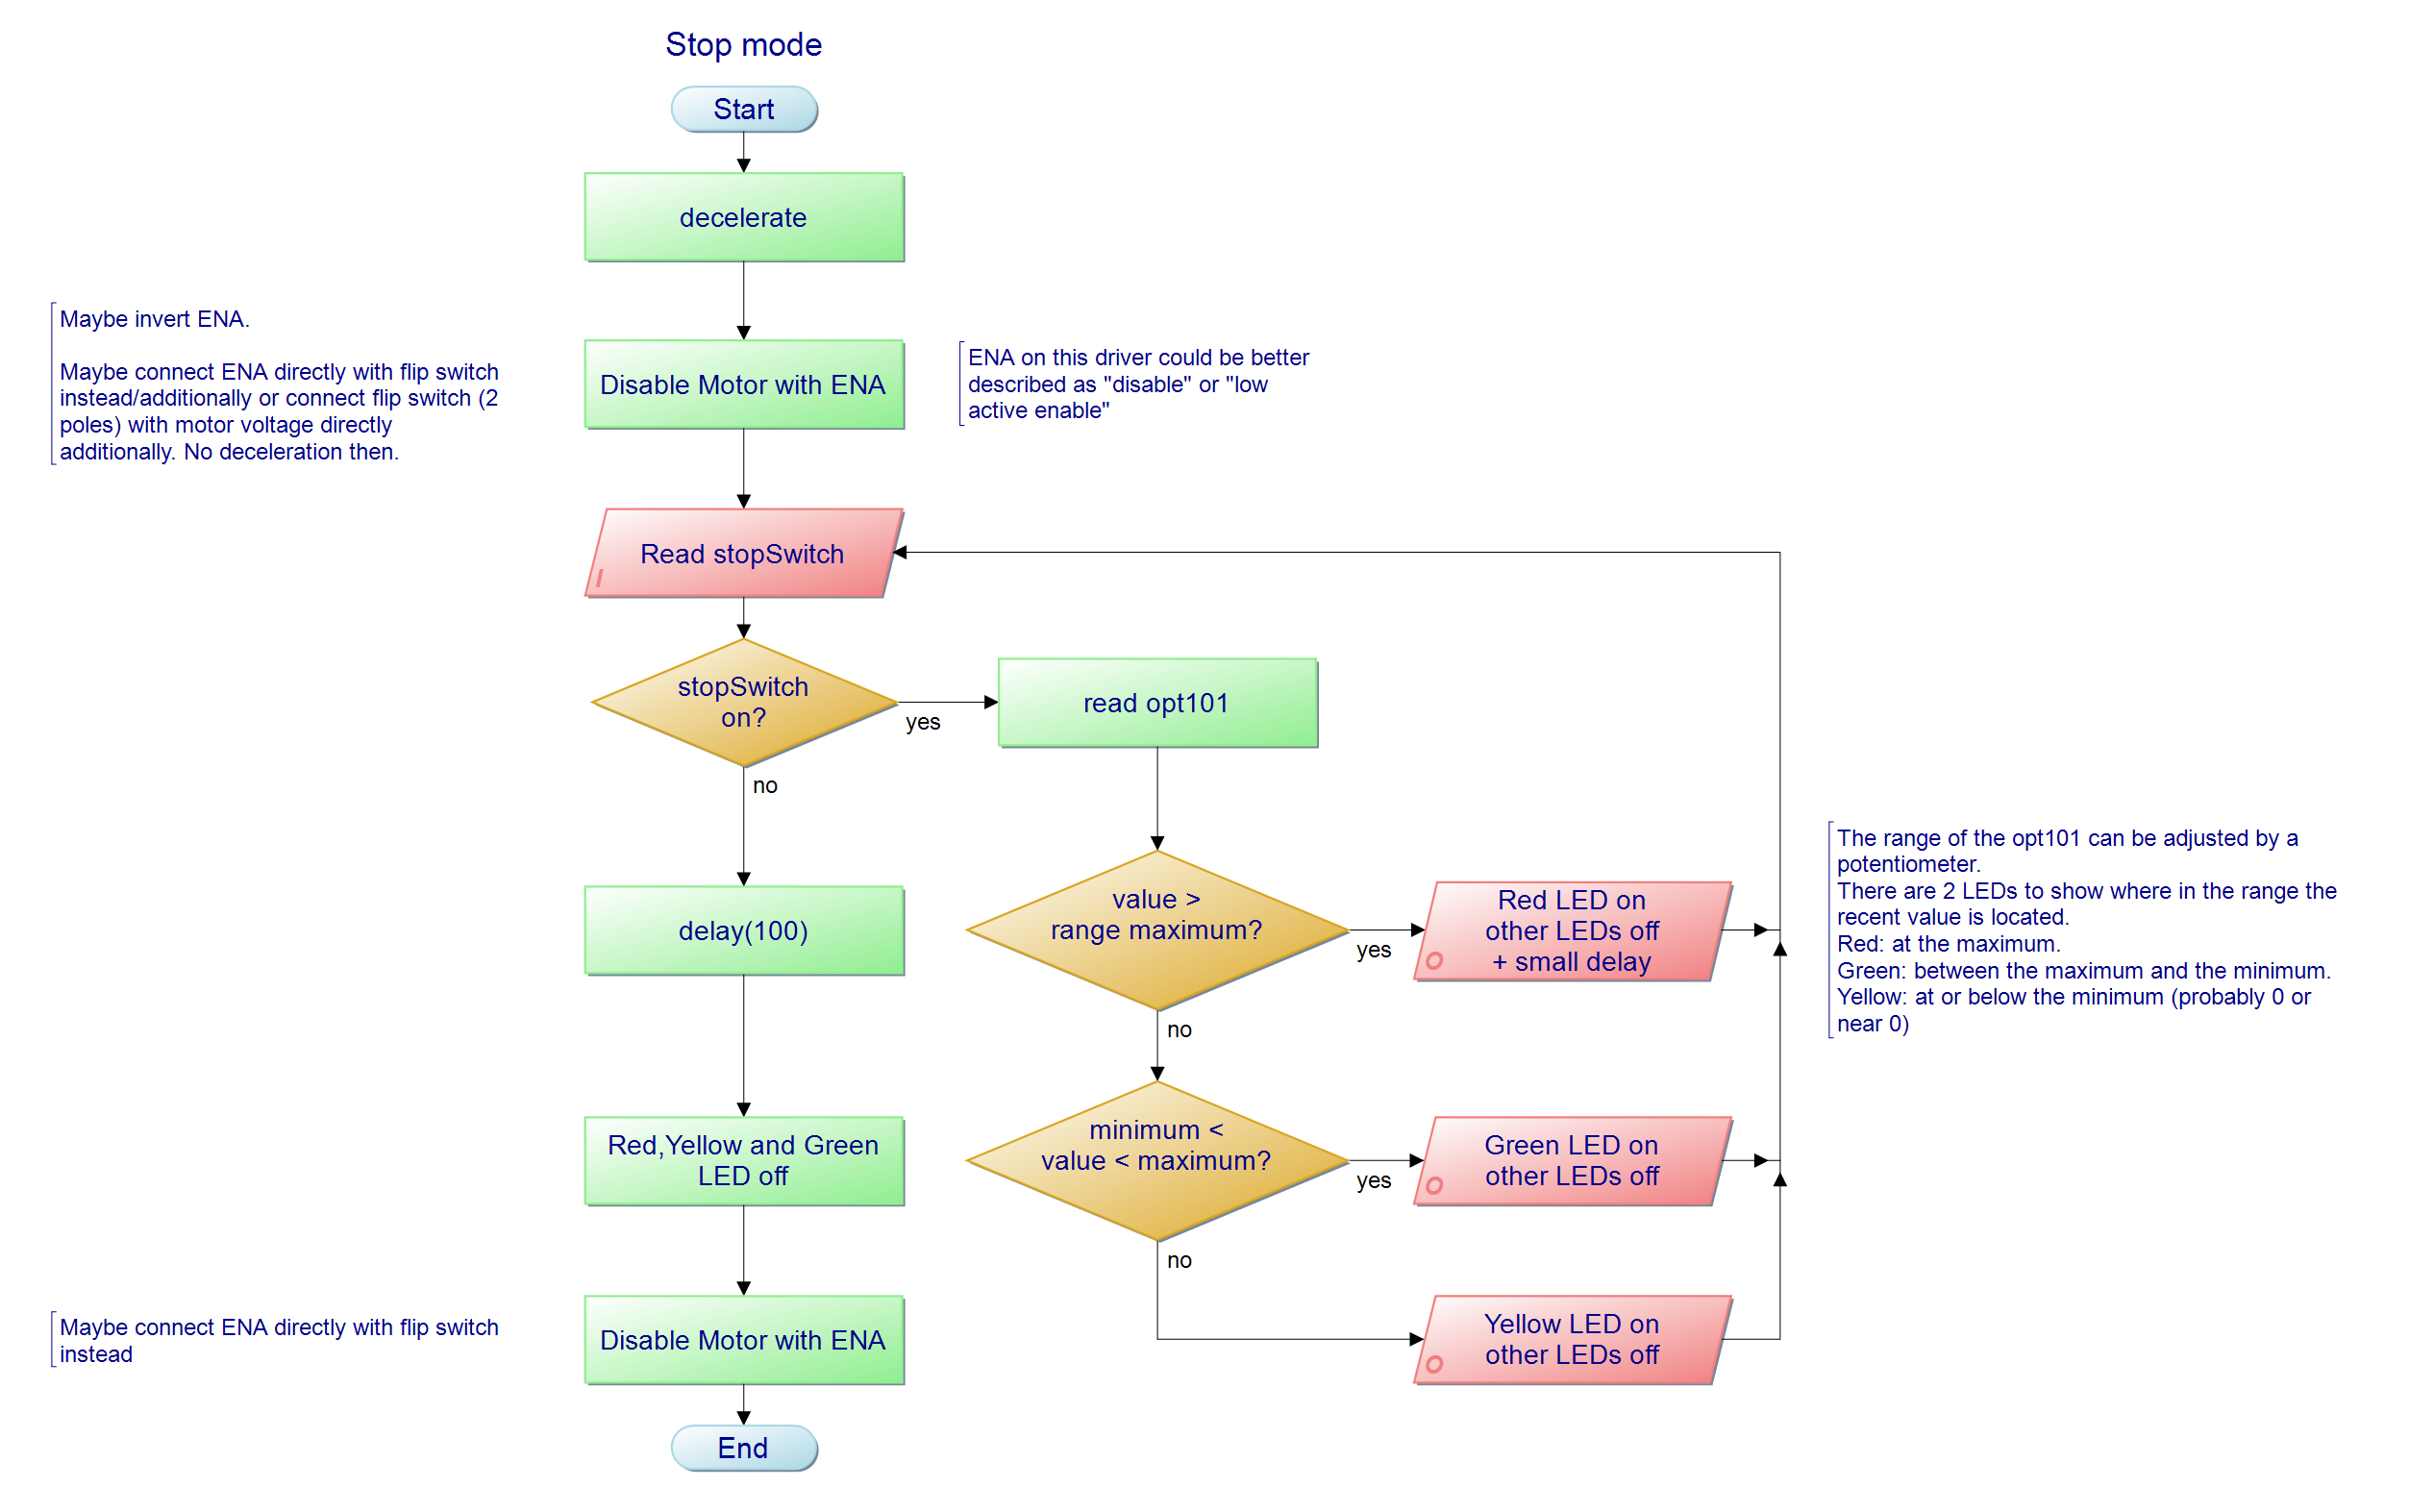 Stop mode
Start
decelerate
Maybe invert ENA.
Maybe connect ENA directly with flip switch
instead/additionally or connect flip switch (2
poles) with motor voltage directly
additionally. No deceleration then.
Disable Motor with ENA
ENA on this driver could be better
described as "disable" or "low
active enable"
Read stopSwitch
I
stopSwitch
on?
yes
read opt101
no
delay(100)
value >
range maximum?
yes
Red LED on
other LEDs off
+ small delay
O
The range of the opt101 can be adjusted by a
potentiometer.
There are 2 LEDs to show where in the range the
recent value is located.
Red: at the maximum.
Green: between the maximum and the minimum.
Yellow: at or below the minimum (probably 0 or
near 0)
no
Red,Yellow and Green
LED off
minimum <
value < maximum?
yes
Green LED on
other LEDs off
O
no
Maybe connect ENA directly with flip switch
instead
Disable Motor with ENA
Yellow LED on
other LEDs off
O
End